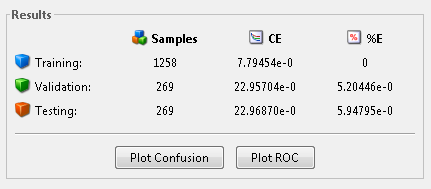 Results
Samples CE %E
Training: 1258 7.79454e-0 0
Validation: 269 22.95704e-0 5.20446e-0
Testing: 269 22.96870e-0 5.94795e-0
Plot Confusion Plot ROC